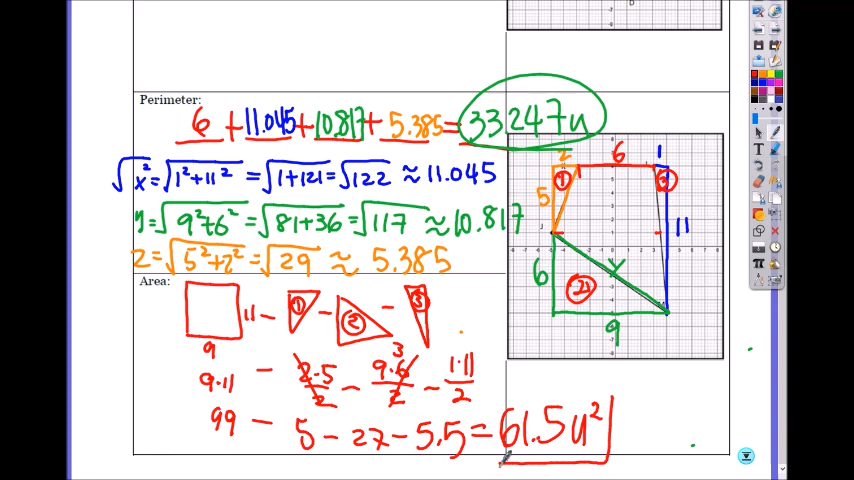 Perimeter:
6 + 11.045 + 10.817 + 5.385 = 33.247u
√x² = √1²+11² = √1+121 = √122 ≈ 11.045
y = √9²+6² = √81+36 = √117 ≈ 10.817
z = √5²+2² = √29 ≈ 5.385
Area:
11 - ① - ② - ③
9
9·11 - 2·5/2 - 9·6/2 - 1·11/2
3
99 - 5 - 27 - 5.5 = 61.5u²
2 6 1
① ③
5
11
6 y
②
9